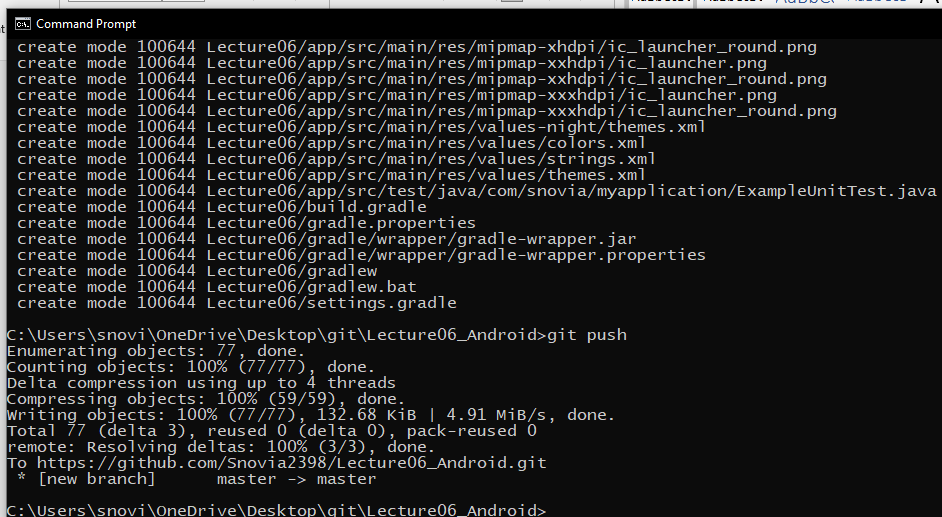 Command Prompt
create mode 100644 Lecture06/app/src/main/res/mipmap-xhdpi/ic_launcher_round.png
create mode 100644 Lecture06/app/src/main/res/mipmap-xxhdpi/ic_launcher.png
create mode 100644 Lecture06/app/src/main/res/mipmap-xxhdpi/ic_launcher_round.png
create mode 100644 Lecture06/app/src/main/res/mipmap-xxxhdpi/ic_launcher.png
create mode 100644 Lecture06/app/src/main/res/mipmap-xxxhdpi/ic_launcher_round.png
create mode 100644 Lecture06/app/src/main/res/values-night/themes.xml
create mode 100644 Lecture06/app/src/main/res/values/colors.xml
create mode 100644 Lecture06/app/src/main/res/values/strings.xml
create mode 100644 Lecture06/app/src/main/res/values/themes.xml
create mode 100644 Lecture06/app/src/test/java/com/snovia/myapplication/ExampleUnitTest.java
create mode 100644 Lecture06/build.gradle
create mode 100644 Lecture06/gradle.properties
create mode 100644 Lecture06/gradle/wrapper/gradle-wrapper.jar
create mode 100644 Lecture06/gradle/wrapper/gradle-wrapper.properties
create mode 100644 Lecture06/gradlew
create mode 100644 Lecture06/gradlew.bat
create mode 100644 Lecture06/settings.gradle
C:\Users\snovi\OneDrive\Desktop\git\Lecture06_Android>git push
Enumerating objects: 77, done.
Counting objects: 100% (77/77), done.
Delta compression using up to 4 threads
Compressing objects: 100% (59/59), done.
Writing objects: 100% (77/77), 132.68 KiB | 4.91 MiB/s, done.
Total 77 (delta 3), reused 0 (delta 0), pack-reused 0
remote: Resolving deltas: 100% (3/3), done.
To https://github.com/Snovia2398/Lecture06_Android.git
* [new branch]      master -> master
C:\Users\snovi\OneDrive\Desktop\git\Lecture06_Android>